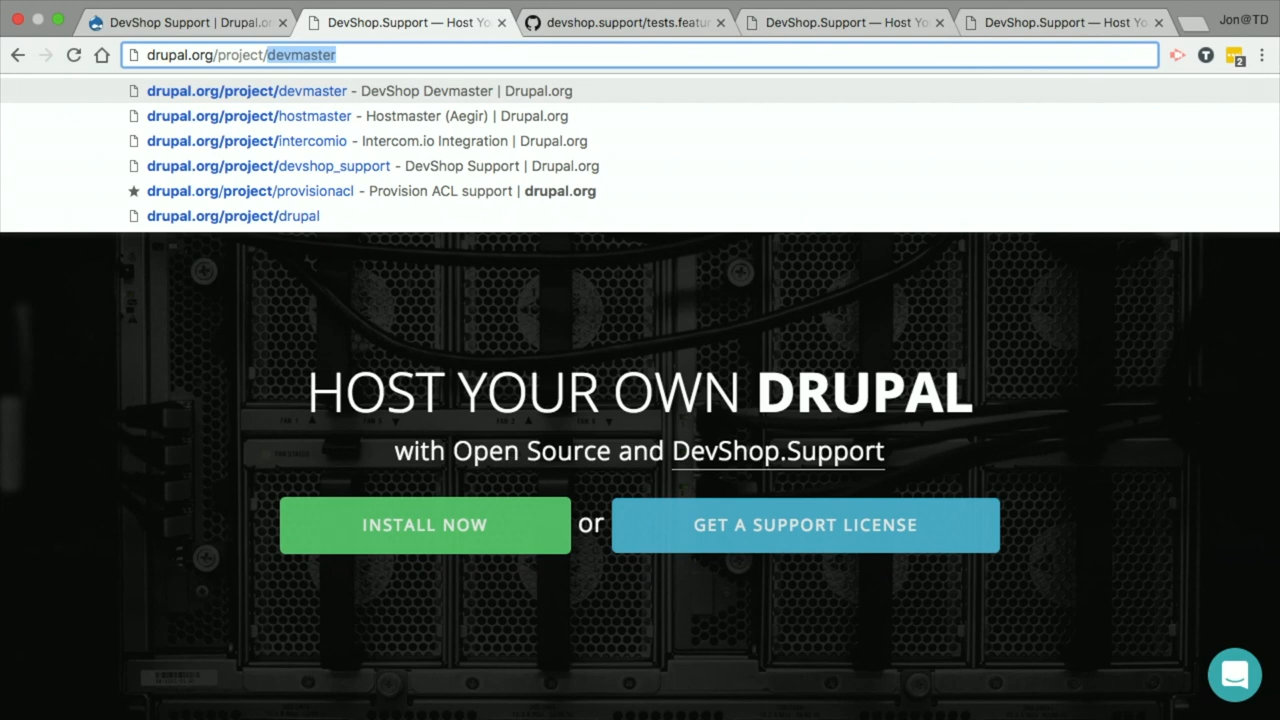 DevShop Support | Drupal.or
DevShop.Support — Host Yo
devshop.support/tests.featur
DevShop.Support — Host Yo
DevShop.Support — Host Yo
Jon@TD
drupal.org/project/devmaster
T
2
drupal.org/project/devmaster - DevShop Devmaster | Drupal.org
drupal.org/project/hostmaster - Hostmaster (Aegir) | Drupal.org
drupal.org/project/intercomio - Intercom.io Integration | Drupal.org
drupal.org/project/devshop_support - DevShop Support | Drupal.org
drupal.org/project/provisionacl - Provision ACL support | drupal.org
drupal.org/project/drupal
HOST YOUR OWN DRUPAL
with Open Source and DevShop.Support
INSTALL NOW or GET A SUPPORT LICENSE